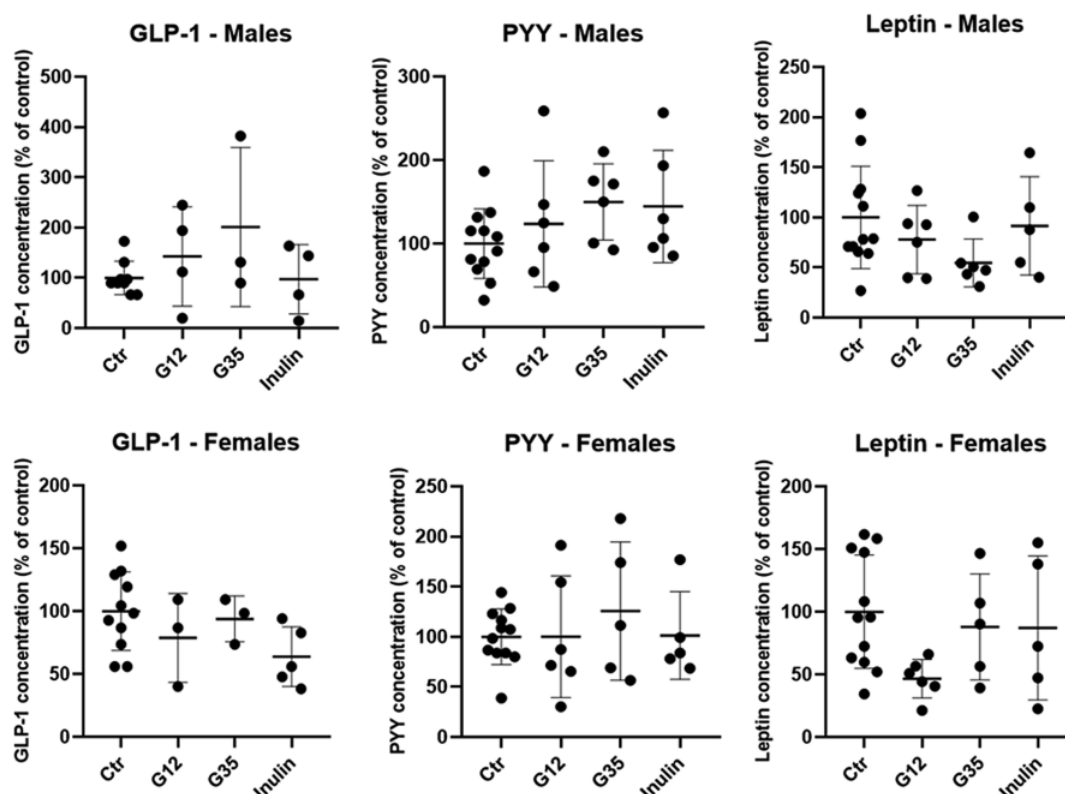 GLP-1 - Males
GLP-1 concentration (% of control)
500
400
300
200
100
0
Ctr
G12
G35
Inulin
PYY - Males
PYY concentration (% of control)
300
200
100
0
Ctr
G12
G35
Inulin
Leptin - Males
Leptin concentration (% of control)
250
200
150
100
50
0
Ctr
G12
G35
Inulin
GLP-1 - Females
GLP-1 concentration (% of control)
200
150
100
50
0
Ctr
G12
G35
Inulin
PYY - Females
PYY concentration (% of control)
250
200
150
100
50
0
Ctr
G12
G35
Inulin
Leptin - Females
Leptin concentration (% of control)
200
150
100
50
0
Ctr
G12
G35
Inulin